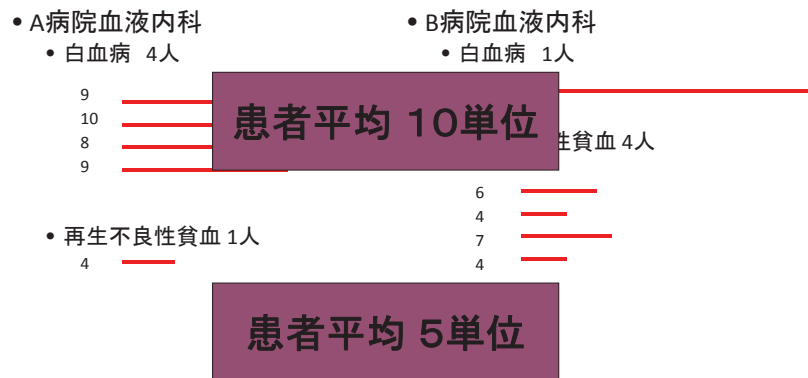 • A病院血液内科
• 白血病 4人
9
10
8
9
• 再生不良性貧血 1人
4
• B病院血液内科
• 白血病 1人
性貧血 4人
6
4
7
4
患者平均 10単位
患者平均 5単位